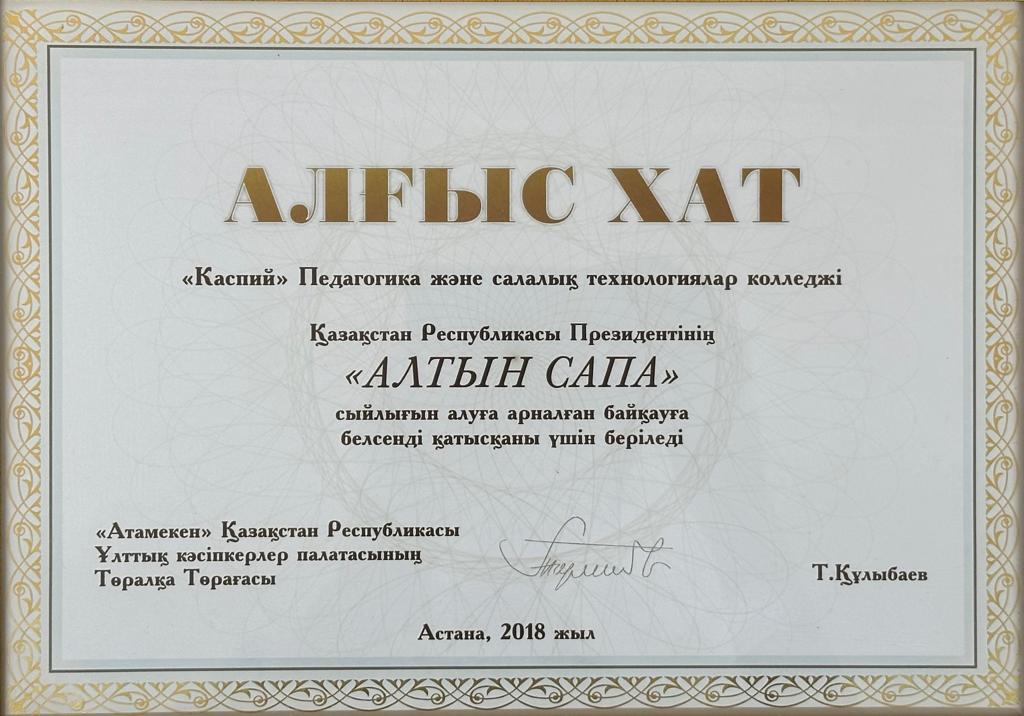 АЛҒЫС ХАТ
«Каспий» Педагогика және салалық технологиялар колледжі
Қазақстан Республикасы Президентінің
«АЛТЫН САПА»
сыйлығын алуға арналған байқауға
белсенді қатысқаны үшін беріледі
«Атамекен» Қазақстан Республикасы
Ұлттық кәсіпкерлер палатасының
Төралқа Төрағасы
Т.Құлыбаев
Астана, 2018 жыл